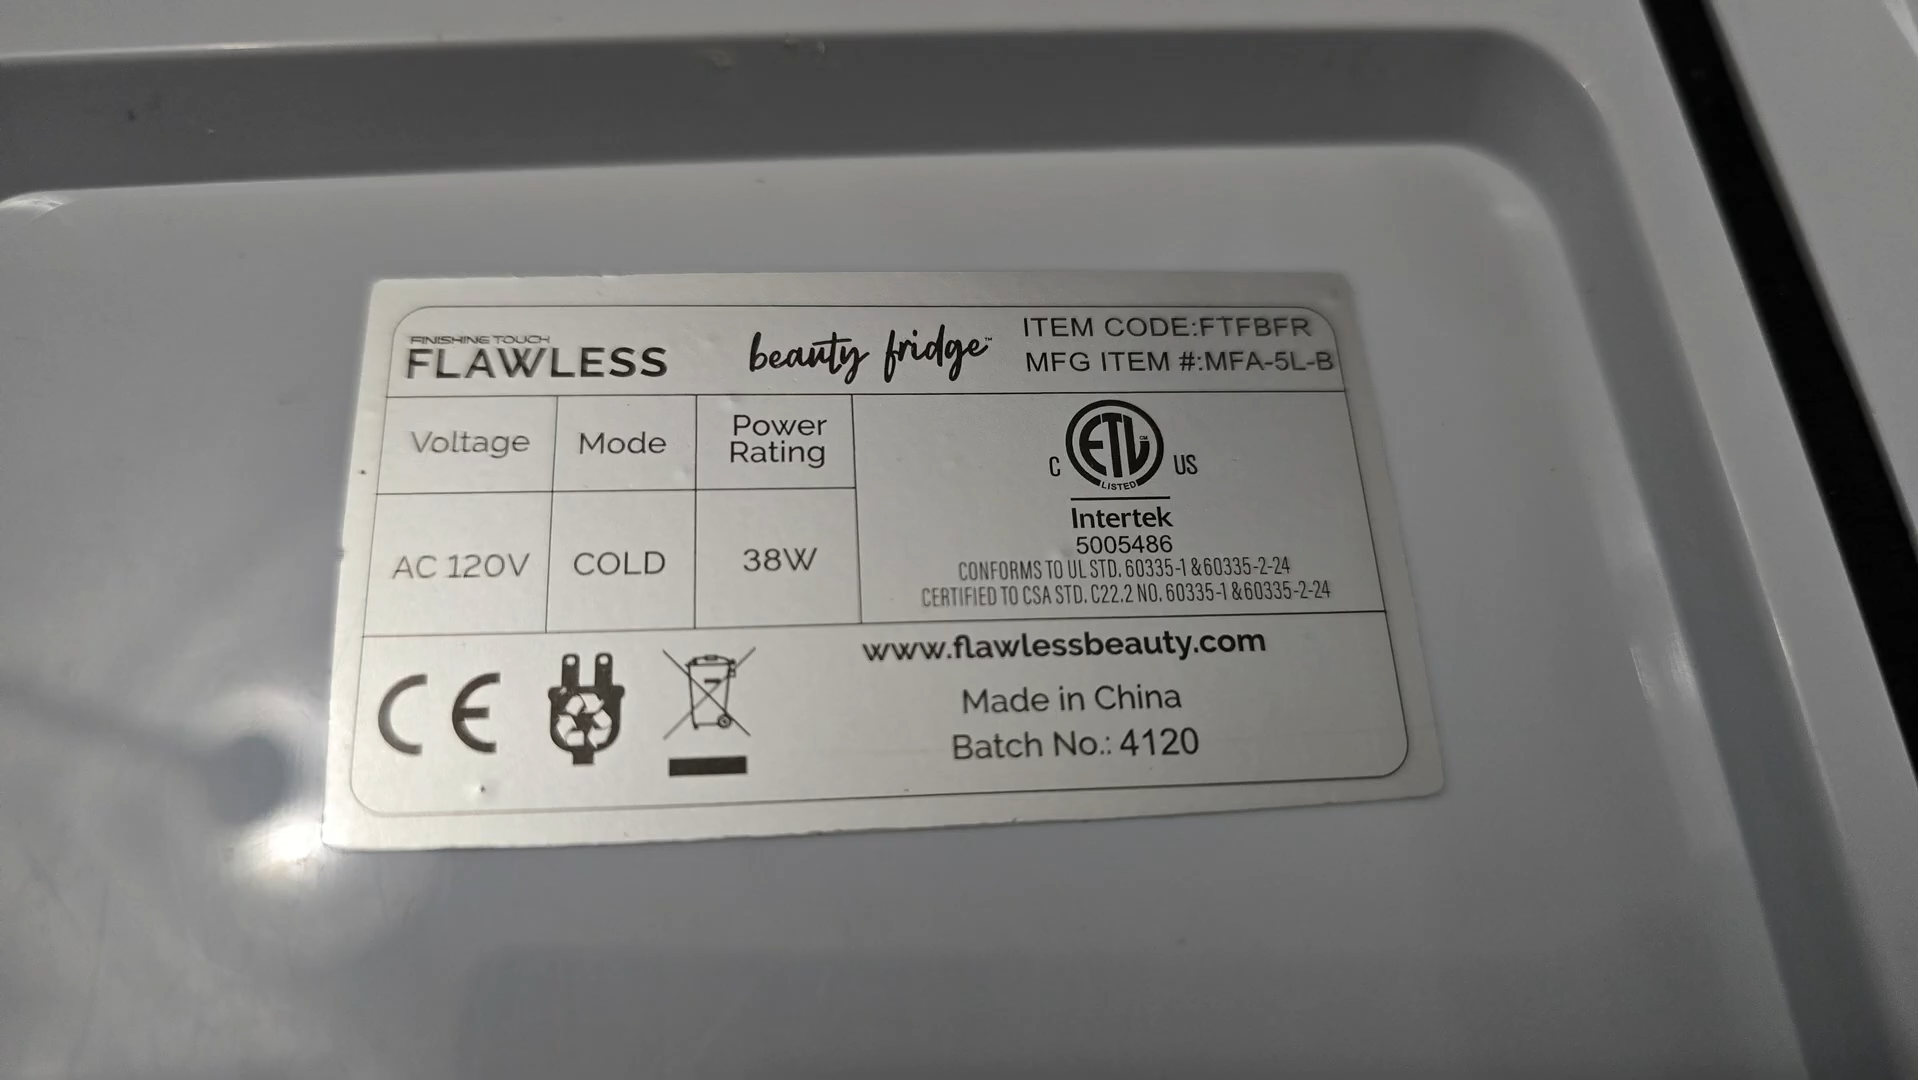 FINISHING TOUCH
FLAWLESS
beauty fridge™
ITEM CODE:FTFBFR
MFG ITEM #:MFA-5L-B
Voltage
Mode
Power
Rating
AC 120V
COLD
38W
ETL CM
LISTED
C
US
Intertek
5005486
CONFORMS TO UL STD. 60335-1 & 60335-2-24
CERTIFIED TO CSA STD. C22.2 NO. 60335-1 & 60335-2-24
CE
www.flawlessbeauty.com
Made in China
Batch No.: 4120